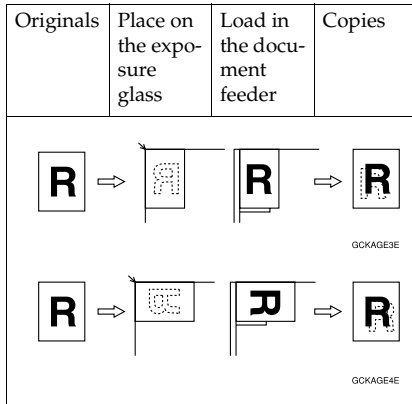 Originals Place on the expo- sure glass Load in the docu- ment feeder Copies
R R R R
GCKAGE3E
R R R R
GCKAGE4E